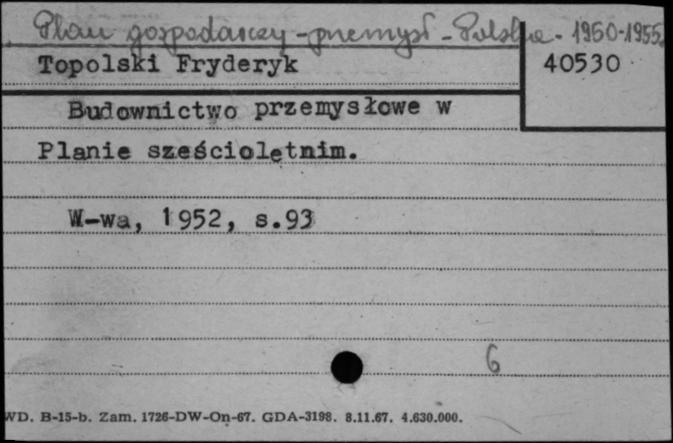 Plan gospodarczy - przemysł - Polska - 1950-1955
Topolski Fryderyk
40530
Budownictwo przemysłowe w
Planie sześcioletnim.
W-wa, 1952, s.93
6
WD. B-15-b. Zam. 1726-DW-On-67. GDA-3198. 8.11.67. 4.630.000.